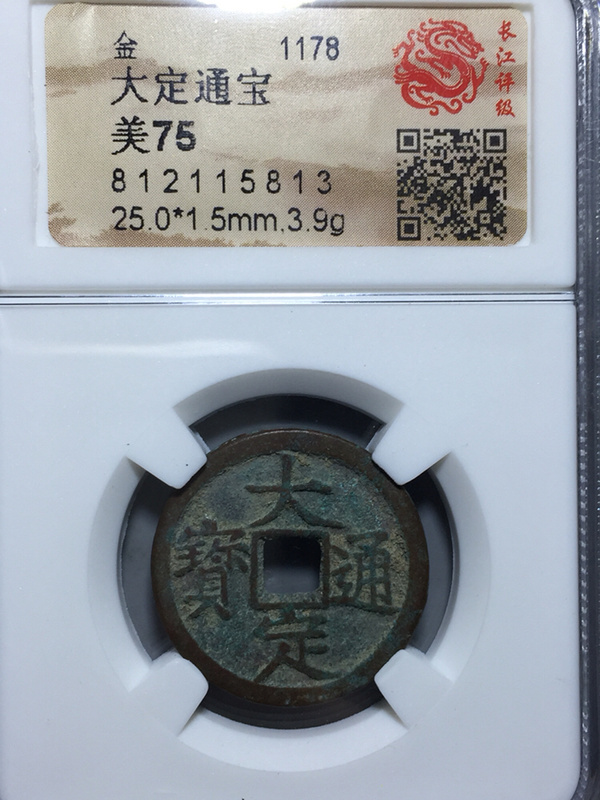 金 1178
大定通宝
美75
812115813
25.0*1.5mm,3.9g
长江评级
大定通寳